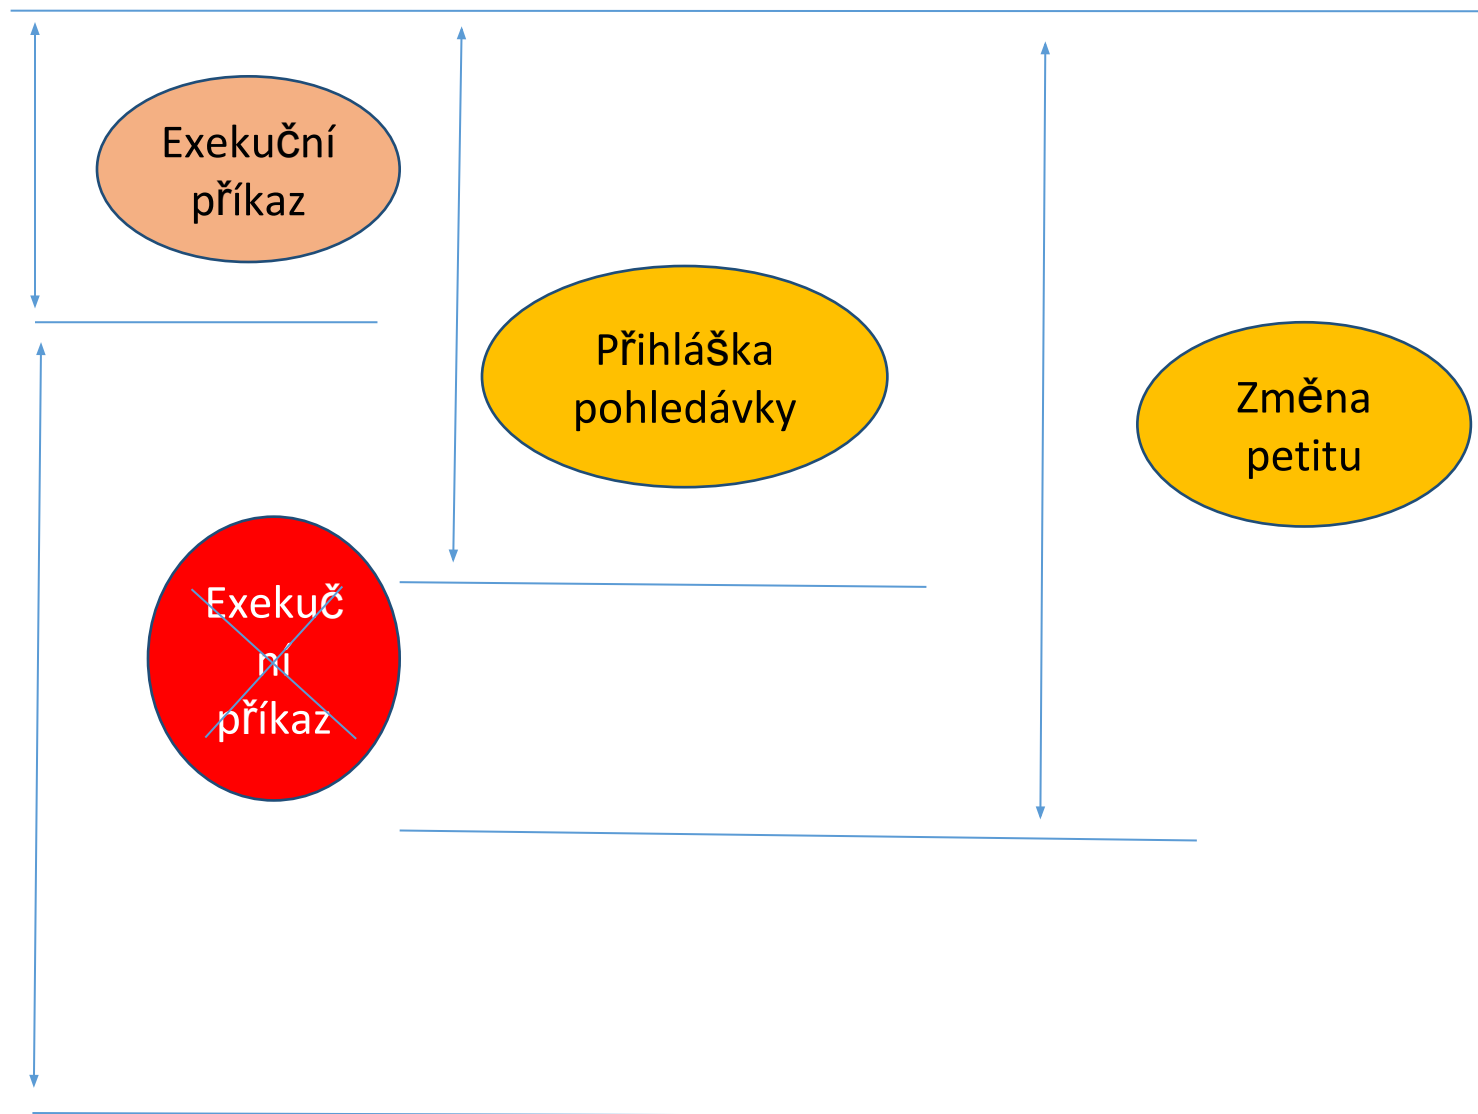 Exekuční
příkaz
Přihláška
pohledávky
Změna
petitu
Exekuč
ní
příkaz